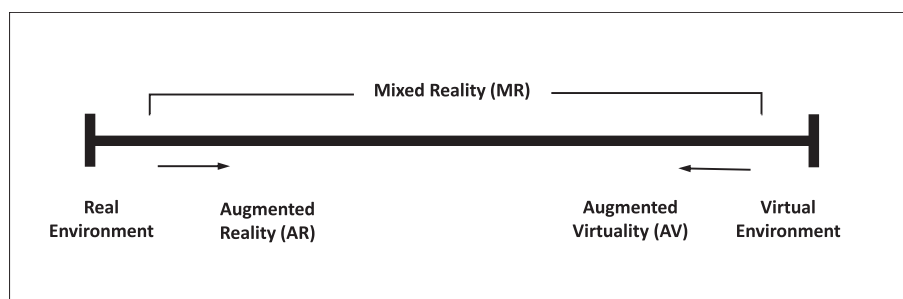 Mixed Reality (MR)
Real
Environment
Augmented
Reality (AR)
Augmented
Virtuality (AV)
Virtual
Environment